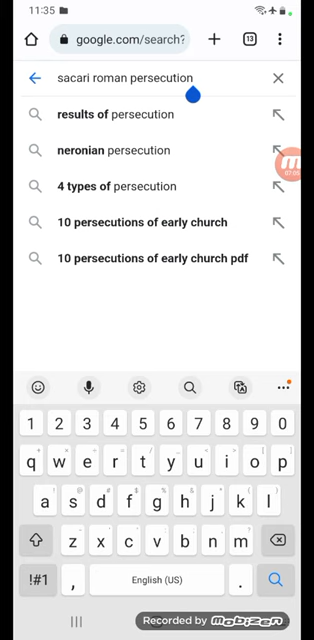 11:35
google.com/search?
13
sacari roman persecution
results of persecution
neronian persecution
4 types of persecution
10 persecutions of early church
10 persecutions of early church pdf
1 2 3 4 5 6 7 8 9 0
q w e r t y u i o p
a s d f g h j k l
z x c v b n m
!#1 , English (US) .
Recorded by mobizen